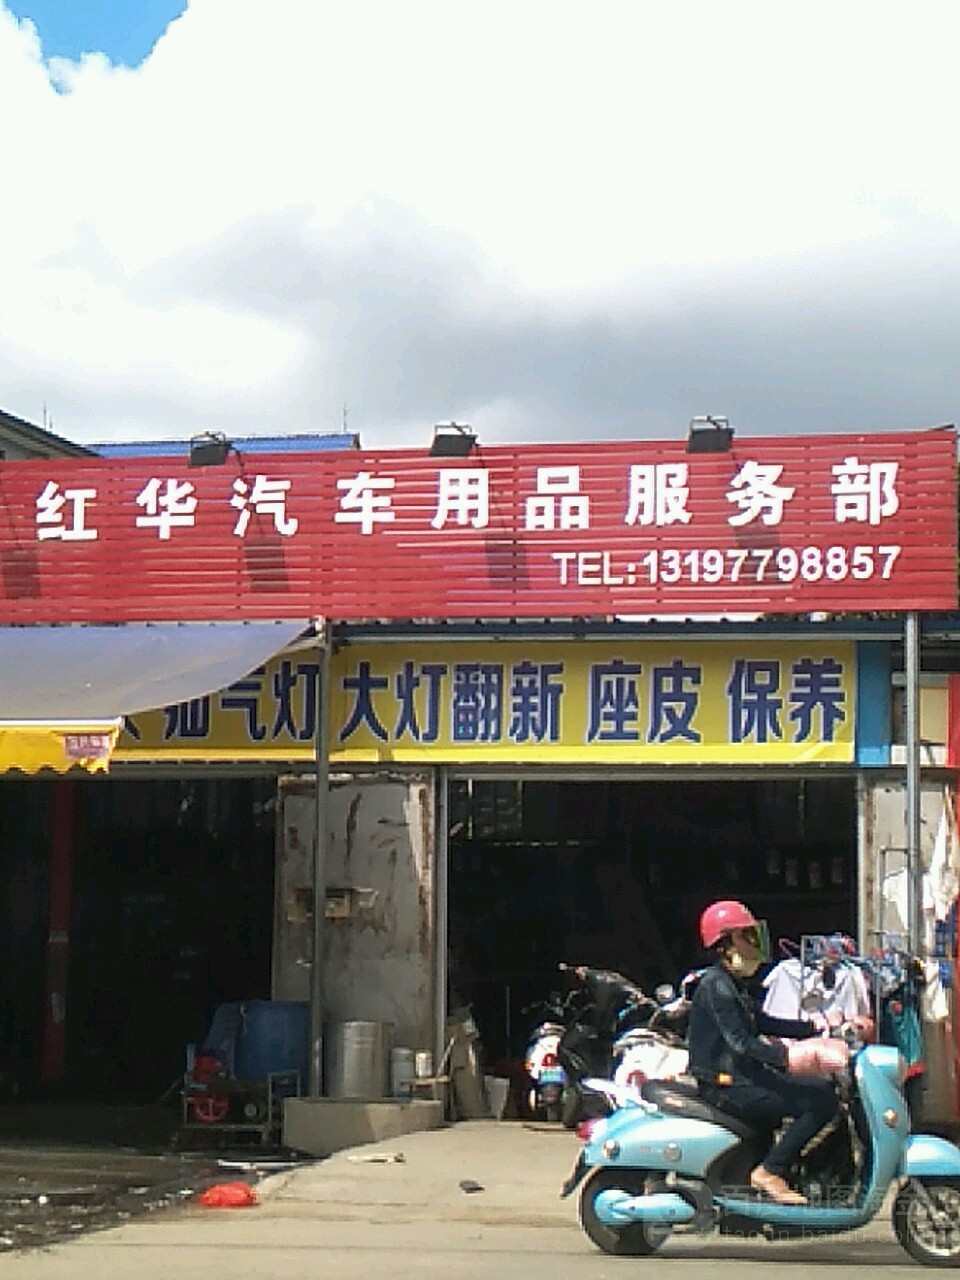 红华汽车用品服务部
TEL:13197798857
气灯 大灯翻新 座皮 保养